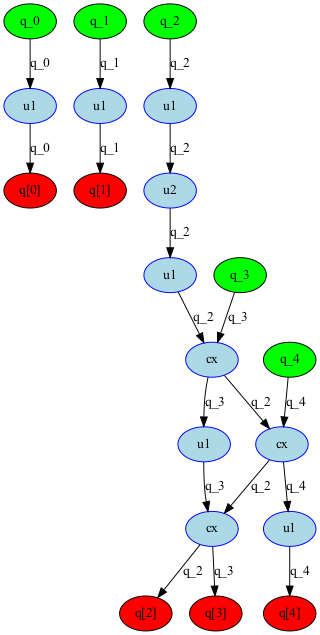 q_0 q_1 q_2
q_0 q_1 q_2
u1 u1 u1
q_0 q_1 q_2
q[0] q[1] u2
q_2
u1 q_3
q_2 q_3
cx q_4
q_3 q_2 q_4
u1 cx
q_3 q_2 q_4
cx u1
q_2 q_3 q_4
q[2] q[3] q[4]